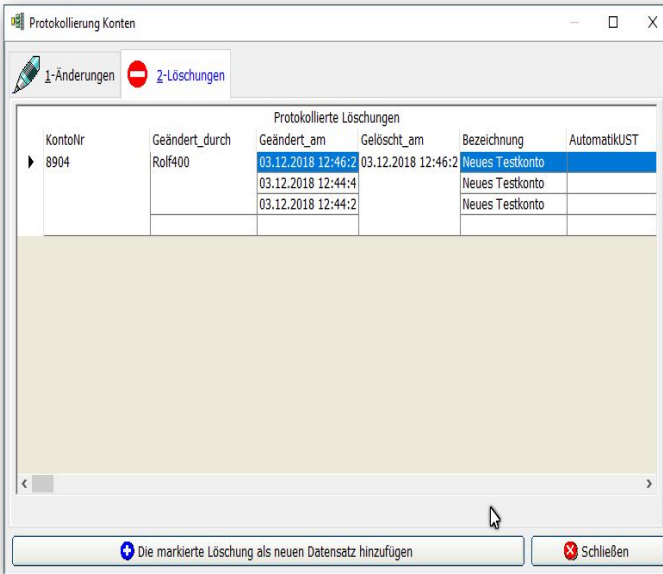 Protokollierung Konten
1-Änderungen 2-Löschungen
Protokollierte Löschungen
KontoNr Geändert_durch Geändert_am Gelöscht_am Bezeichnung AutomatikUST
8904 Rolf400 03.12.2018 12:46:2 03.12.2018 12:46:2 Neues Testkonto
03.12.2018 12:44:4 Neues Testkonto
03.12.2018 12:44:2 Neues Testkonto
Die markierte Löschung als neuen Datensatz hinzufügen Schließen